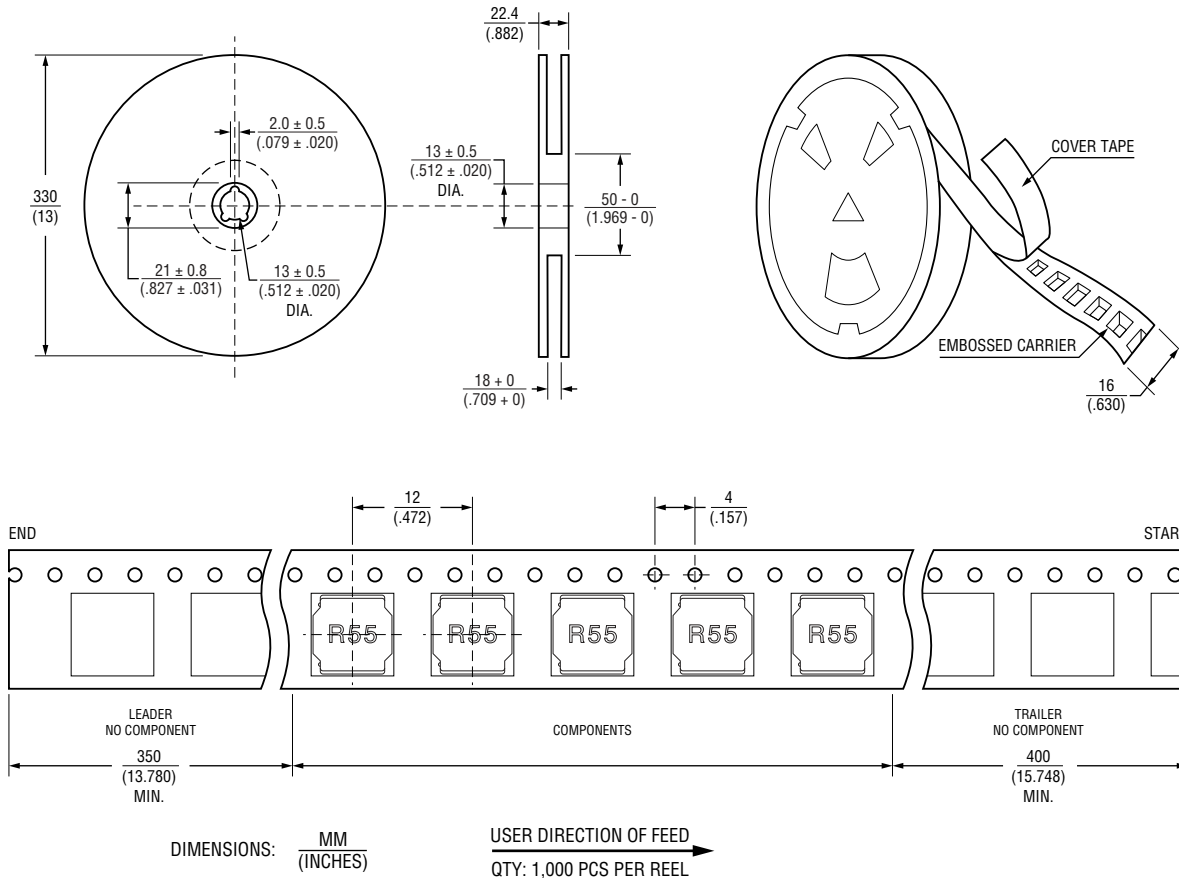 22.4
(.882)
2.0 ± 0.5
(.079 ± .020)
13 ± 0.5
(.512 ± .020)
DIA.
330
(13)
50 - 0
(1.969 - 0)
21 ± 0.8
(.827 ± .031)
13 ± 0.5
(.512 ± .020)
DIA.
18 + 0
(.709 + 0)
COVER TAPE
EMBOSSED CARRIER
16
(.630)
12
(.472)
4
(.157)
END
STAR
R55
R55
R55
R55
R55
LEADER
NO COMPONENT
COMPONENTS
TRAILER
NO COMPONENT
350
(13.780)
MIN.
400
(15.748)
MIN.
DIMENSIONS:
MM
(INCHES)
USER DIRECTION OF FEED
QTY: 1,000 PCS PER REEL